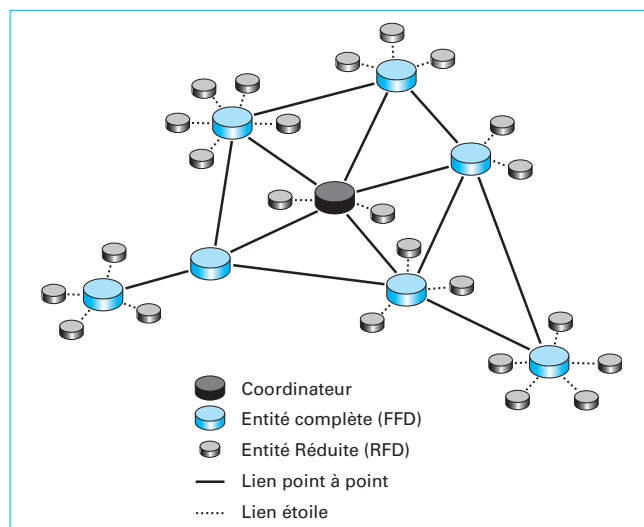 Coordinateur
Entité complète (FFD)
Entité Réduite (RFD)
Lien point à point
Lien étoile